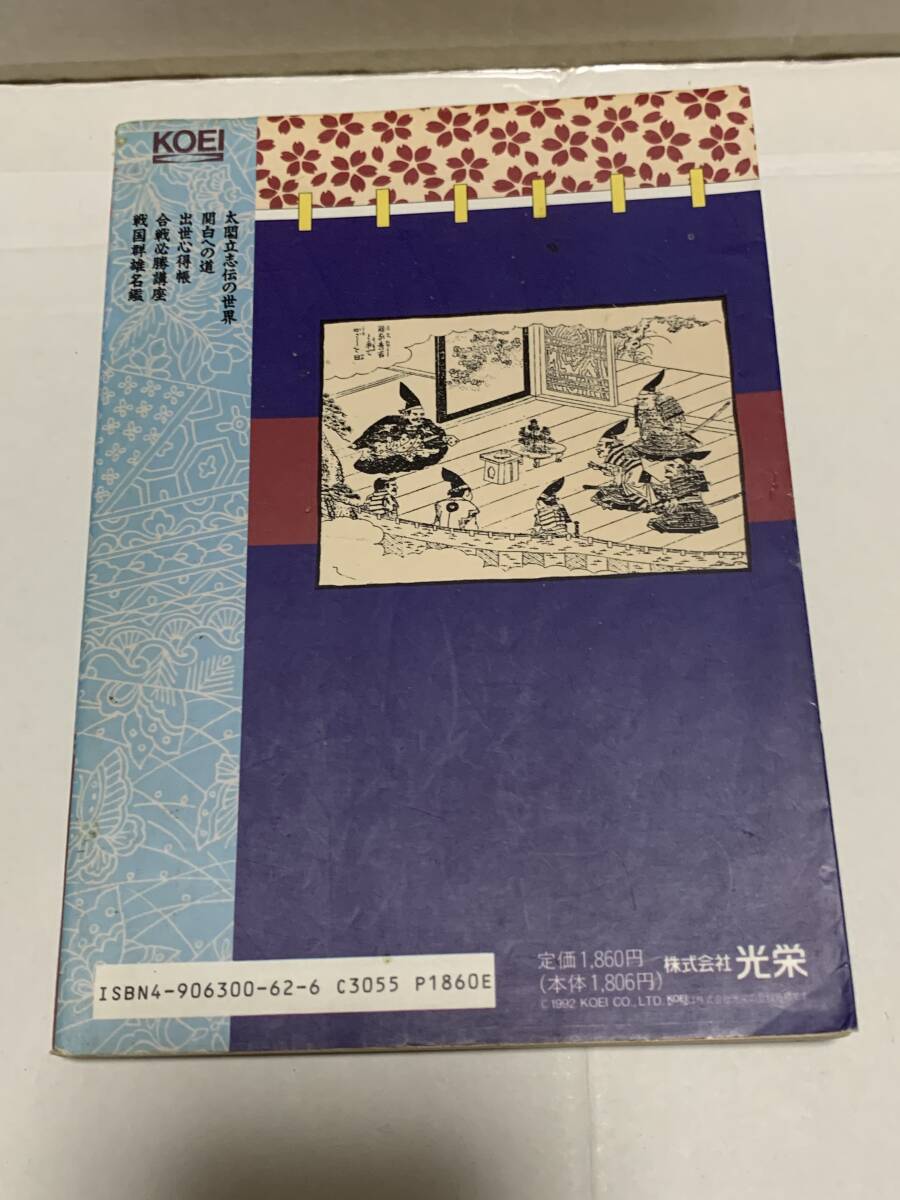 KOEI
太閤立志伝の世界
関白への道
出世心得帳
合戦必勝講座
戦国群雄名鑑
定価1,860円
(本体1,806円)
株式会社 光栄
C 1992 KOEI CO., LTD.
ISBN4-906300-62-6 C3055 P1860E